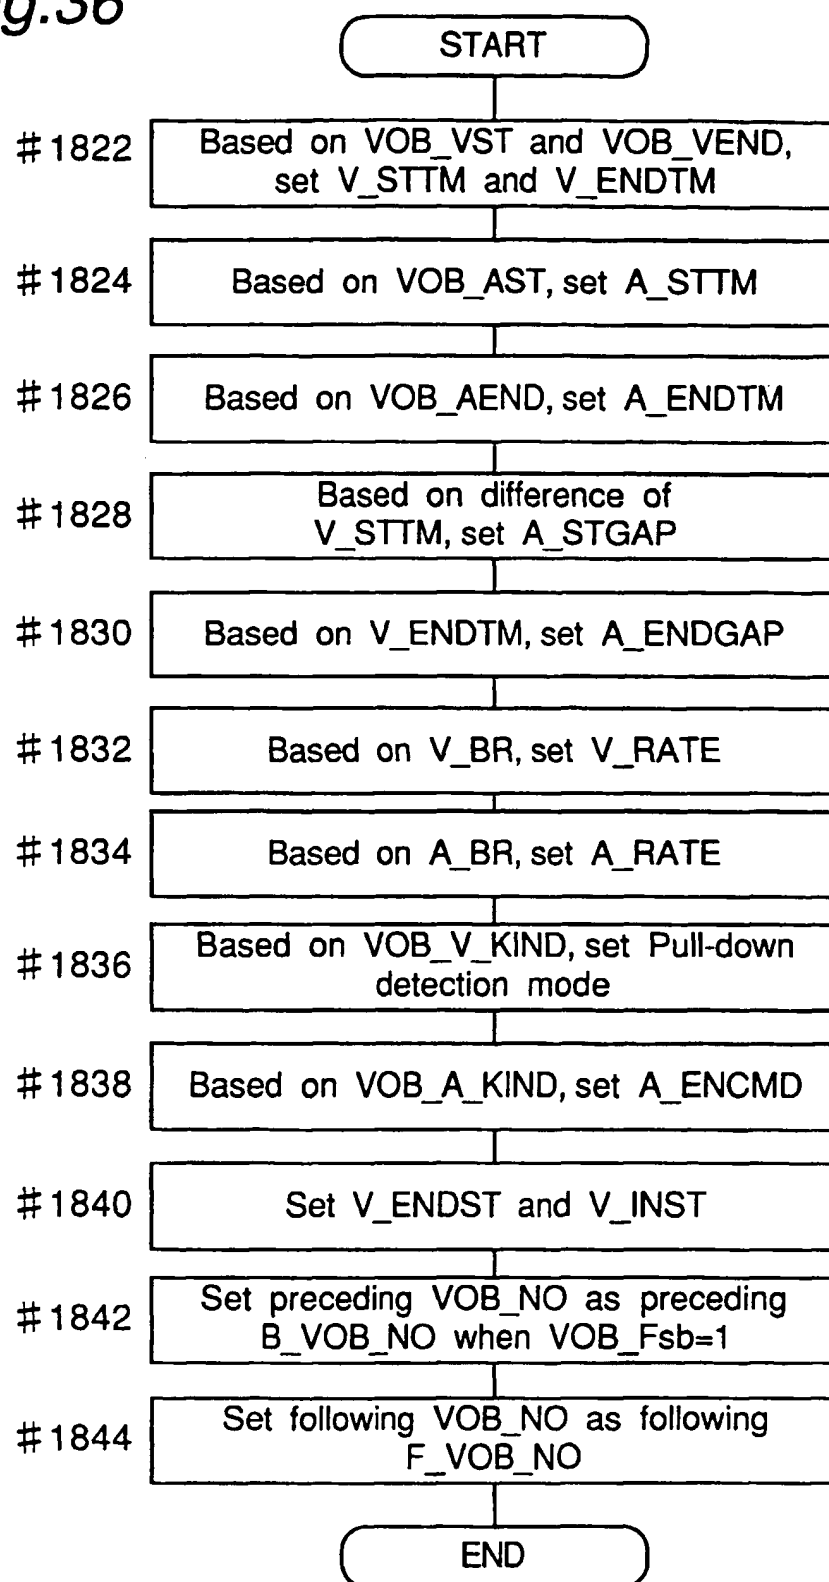 g.36
START
#1822
Based on VOB_VST and VOB_VEND,
set V_STTM and V_ENDTM
#1824
Based on VOB_AST, set A_STTM
#1826
Based on VOB_AEND, set A_ENDTM
#1828
Based on difference of
V_STTM, set A_STGAP
#1830
Based on V_ENDTM, set A_ENDGAP
#1832
Based on V_BR, set V_RATE
#1834
Based on A_BR, set A_RATE
#1836
Based on VOB_V_KIND, set Pull-down
detection mode
#1838
Based on VOB_A_KIND, set A_ENCMD
#1840
Set V_ENDST and V_INST
#1842
Set preceding VOB_NO as preceding
B_VOB_NO when VOB_Fsb=1
#1844
Set following VOB_NO as following
F_VOB_NO
END